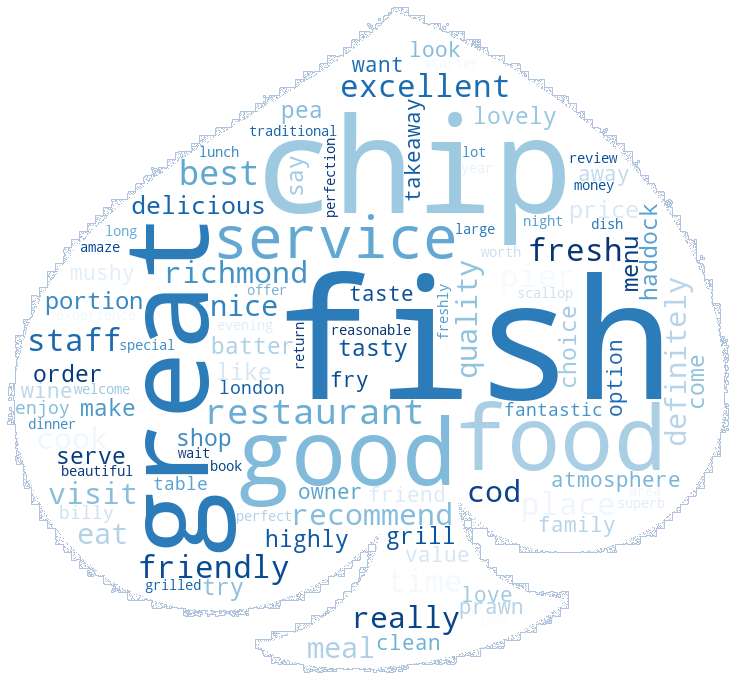 look
want
starter
excellent
pea
lovely
chip
traditional
takeaway
perfection
say
lunch
lot
year
review
best
away
money
delicious
price
haddock
menu
long
service
large
night
dish
amaze
great
fresh
worth
mushy
richmond
quality
pier
offer
taste
scallop
freshly
portion
nice
fish
experience
evening
reasonable
return
choice
definitely
staff
special
batter
tasty
option
come
order
like
fry
wine
welcome
london
enjoy
make
restaurant
fantastic
food
dinner
good
cook
shop
serve
wait
beautiful
book
atmosphere
visit
table
owner
friend
cod
place
superb
billy
perfect
recommend
family
eat
highly
grill
value
friendly
time
grilled
try
love
prawn
really
meal
clean